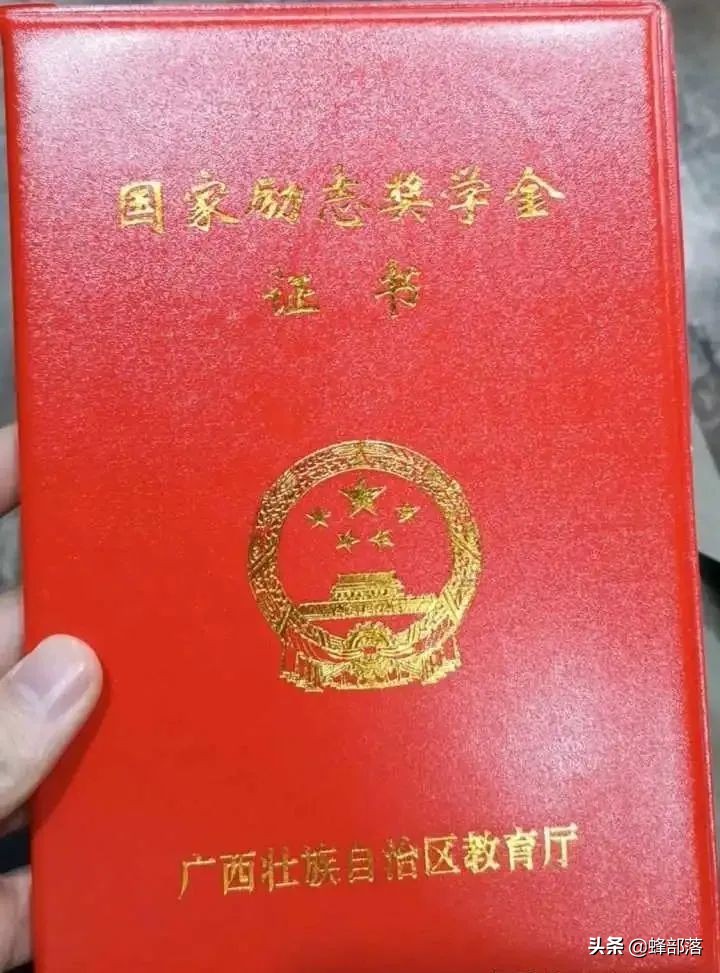 国家励志奖学金
证书
广西壮族自治区教育厅
头条 @蜂部落